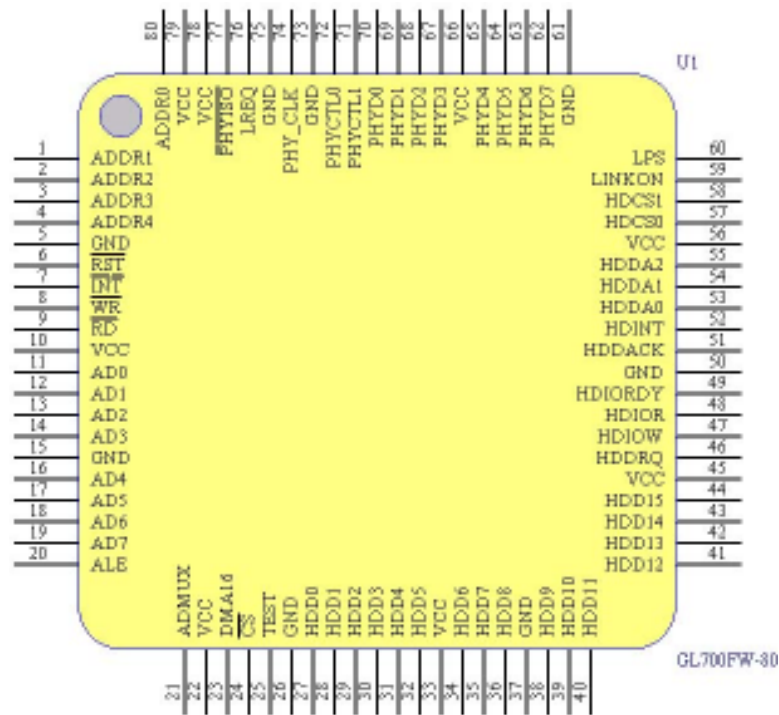 80 79 78 77 76 75 74 73 72 71 70 69 68 67 66 65 64 63 62 61
U1
ADDR0 VCC VCC PHYISO LREQ GND PHY_CLK GND PHYCTL0 PHYCTL1 PHYD0 PHYD1 PHYD2 PHYD3 VCC PHYD4 PHYD5 PHYD6 PHYD7 GND
1 ADDR1 LPS 60
2 ADDR2 LINKON 59
3 ADDR3 HDCS1 58
4 ADDR4 HDCS0 57
5 GND VCC 56
6 RST HDDA2 55
7 INT HDDA1 54
8 WR HDDA0 53
9 RD HDINT 52
10 VCC HDDACK 51
11 AD0 GND 50
12 AD1 HDIORDY 49
13 AD2 HDIOR 48
14 AD3 HDIOW 47
15 GND HDDRQ 46
16 AD4 VCC 45
17 AD5 HDD15 44
18 AD6 HDD14 43
19 AD7 HDD13 42
20 ALE HDD12 41
ADMUX VCC DMA16 CS TEST GND HDD0 HDD1 HDD2 HDD3 HDD4 HDD5 VCC HDD6 HDD7 HDD8 GND HDD9 HDD10 HDD11
GL700FW-80
21 22 23 24 25 26 27 28 29 30 31 32 33 34 35 36 37 38 39 40